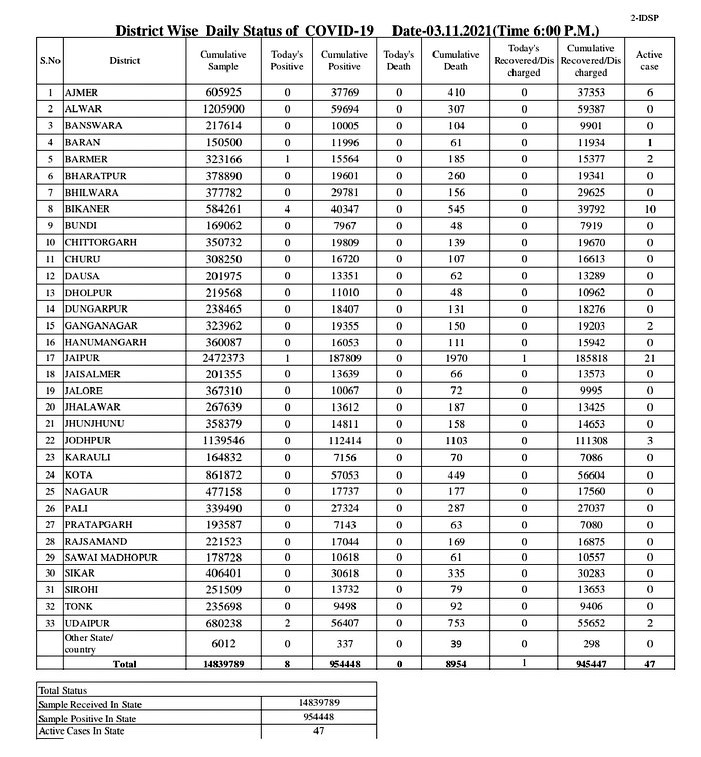 2-IDSP
District Wise Daily Status of COVID-19 Date-03.11.2021(Time 6:00 P.M.)
S.No District Cumulative Sample Today's Positive Cumulative Positive Today's Death Cumulative Death Today's Recovered/Dis charged Cumulative Recovered/Dis charged Active case
1 AJMER 605925 0 37769 0 410 0 37353 6
2 ALWAR 1205900 0 59694 0 307 0 59387 0
3 BANSWARA 217614 0 10005 0 104 0 9901 0
4 BARAN 150500 0 11996 0 61 0 11934 1
5 BARMER 323166 1 15564 0 185 0 15377 2
6 BHARATPUR 378890 0 19601 0 260 0 19341 0
7 BHILWARA 377782 0 29781 0 156 0 29625 0
8 BIKANER 584261 4 40347 0 545 0 39792 10
9 BUNDI 169062 0 7967 0 48 0 7919 0
10 CHITTORGARH 350732 0 19809 0 139 0 19670 0
11 CHURU 308250 0 16720 0 107 0 16613 0
12 DAUSA 201975 0 13351 0 62 0 13289 0
13 DHOLPUR 219568 0 11010 0 48 0 10962 0
14 DUNGARPUR 238465 0 18407 0 131 0 18276 0
15 GANGANAGAR 323962 0 19355 0 150 0 19203 2
16 HANUMANGARH 360087 0 16053 0 111 0 15942 0
17 JAIPUR 2472373 1 187809 0 1970 1 185818 21
18 JAISALMER 201355 0 13639 0 66 0 13573 0
19 JALORE 367310 0 10067 0 72 0 9995 0
20 JHALAWAR 267639 0 13612 0 187 0 13425 0
21 JHUNJHUNU 358379 0 14811 0 158 0 14653 0
22 JODHPUR 1139546 0 112414 0 1103 0 111308 3
23 KARAULI 164832 0 7156 0 70 0 7086 0
24 KOTA 861872 0 57053 0 449 0 56604 0
25 NAGAUR 477158 0 17737 0 177 0 17560 0
26 PALI 339490 0 27324 0 287 0 27037 0
27 PRATAPGARH 193587 0 7143 0 63 0 7080 0
28 RAJSAMAND 221523 0 17044 0 169 0 16875 0
29 SAWAI MADHOPUR 178728 0 10618 0 61 0 10557 0
30 SIKAR 406401 0 30618 0 335 0 30283 0
31 SIROHI 251509 0 13732 0 79 0 13653 0
32 TONK 235698 0 9498 0 92 0 9406 0
33 UDAIPUR 680238 2 56407 0 753 0 55652 2
Other State/ country 6012 0 337 0 39 0 298 0
Total 14839789 8 954448 0 8954 1 945447 47
Total Status
Sample Received In State 14839789
Sample Positive In State 954448
Active Cases In State 47